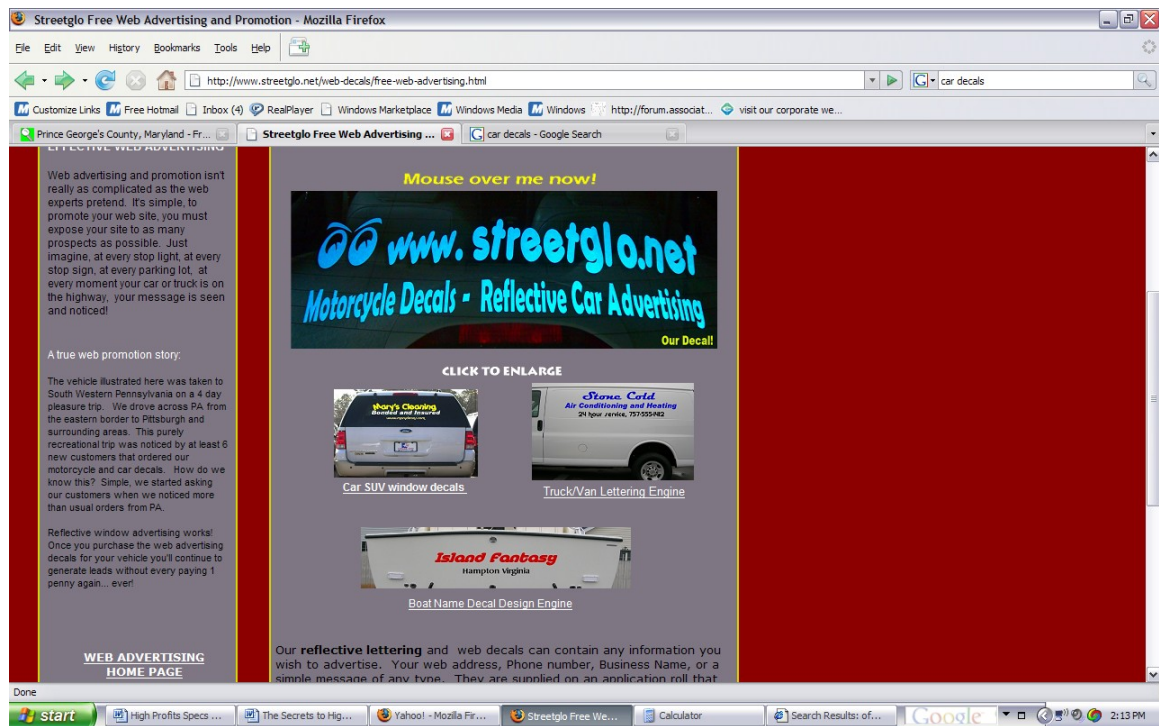 Streetglo Free Web Advertising and Promotion - Mozilla Firefox
File Edit View History Bookmarks Tools Help
http://www.streetglo.net/web-decals/free-web-advertising.html
car decals
Customize Links Free Hotmail Inbox (4) RealPlayer Windows Marketplace Windows Media Windows http://forum.associat... visit our corporate we...
Prince George's County, Maryland - Fr... Streetglo Free Web Advertising ... car decals - Google Search
EFFECTIVE WEB ADVERTISING
Web advertising and promotion isn't
really as complicated as the web
experts pretend. It's simple, to
promote your web site, you must
expose your site to as many
prospects as possible. Just
imagine, at every stop light, at every
stop sign, at every parking lot, at
every moment your car or truck is on
the highway, your message is seen
and noticed!
A true web promotion story:
The vehicle illustrated here was taken to
South Western Pennsylvania on a 4 day
pleasure trip. We drove across PA from
the eastern border to Pittsburgh and
surrounding areas. This purely
recreational trip was noticed by at least 6
new customers that ordered our
motorcycle and car decals. How do we
know this? Simple, we started asking
our customers when we noticed more
than usual orders from PA.
Reflective window advertising works!
Once you purchase the web advertising
decals for your vehicle you'll continue to
generate leads without every paying 1
penny again... ever!
WEB ADVERTISING
HOME PAGE
Mouse over me now!
www.streetglo.net
Motorcycle Decals - Reflective Car Advertising
Our Decal!
CLICK TO ENLARGE
Mary's Cleaning
Bonded and Insured
Car SUV window decals
Stone Cold
Air Conditioning and Heating
24 hour service, 757-555-1412
Truck/Van Lettering Engine
Island Fantasy
Hampton Virginia
Boat Name Decal Design Engine
Our reflective lettering and web decals can contain any information you
wish to advertise. Your web address, Phone number, Business Name, or a
simple message of any type. They are supplied on an application roll that
Done
start High Profits Specs ... The Secrets to Hig... Yahoo! - Mozilla Fir... Streetglo Free We... Calculator Search Results: of... Google 2:13 PM